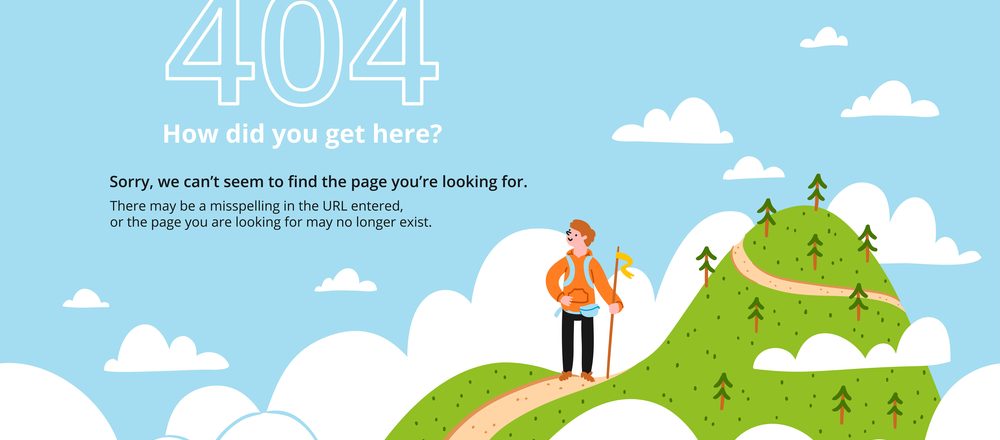 404
How did you get here?
Sorry, we can’t seem to find the page you’re looking for.
There may be a misspelling in the URL entered,
or the page you are looking for may no longer exist.